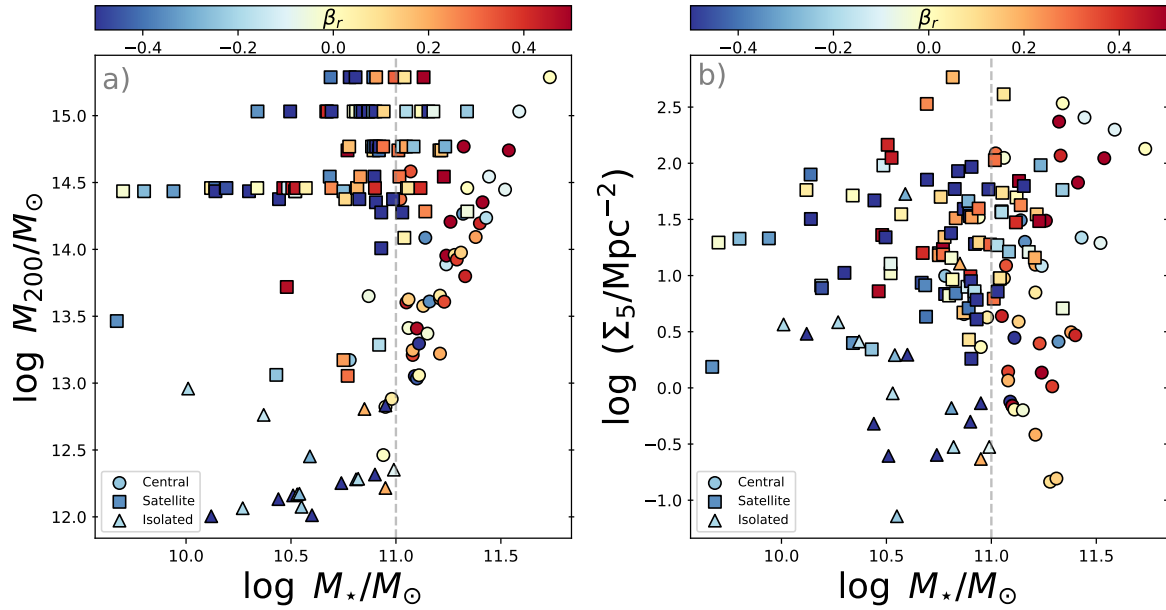 β_r
β_r
−0.4 −0.2 0.0 0.2 0.4
−0.4 −0.2 0.0 0.2 0.4
a)
b)
log M_200/M_⊙
15.0
14.5
14.0
13.5
13.0
12.5
12.0
Central
Satellite
Isolated
10.0 10.5 11.0 11.5
log M_⋆/M_⊙
log (Σ_5/Mpc^−2)
2.5
2.0
1.5
1.0
0.5
0.0
−0.5
−1.0
Central
Satellite
Isolated
10.0 10.5 11.0 11.5
log M_⋆/M_⊙